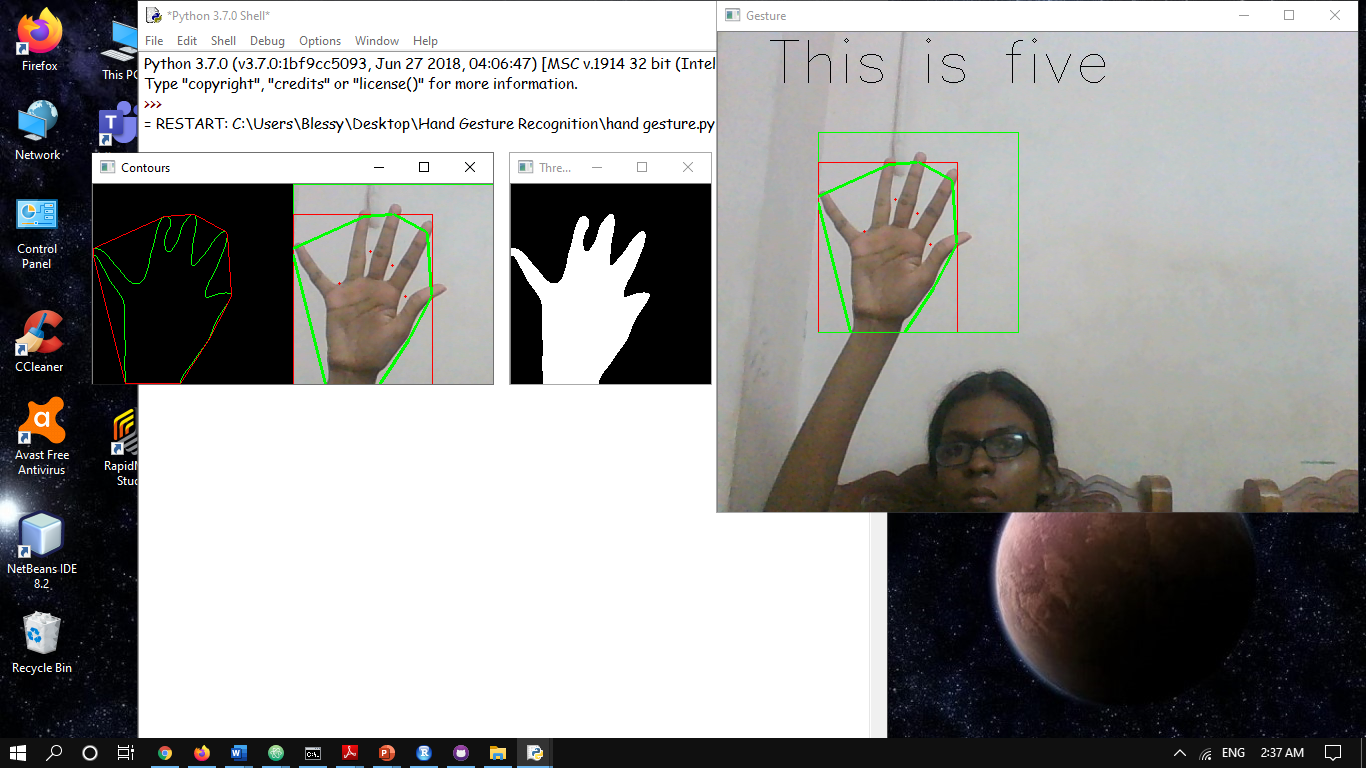 Firefox
This PC
Network
Control
Panel
CCleaner
Avast Free
Antivirus
RapidM
Stud
NetBeans IDE
8.2
Recycle Bin
*Python 3.7.0 Shell*
File Edit Shell Debug Options Window Help
Python 3.7.0 (v3.7.0:1bf9cc5093, Jun 27 2018, 04:06:47) [MSC v.1914 32 bit (Intel
Type "copyright", "credits" or "license()" for more information.
>>>
= RESTART: C:\Users\Blessy\Desktop\Hand Gesture Recognition\hand gesture.py
Contours
Thre...
Gesture
This is five
ENG
2:37 AM